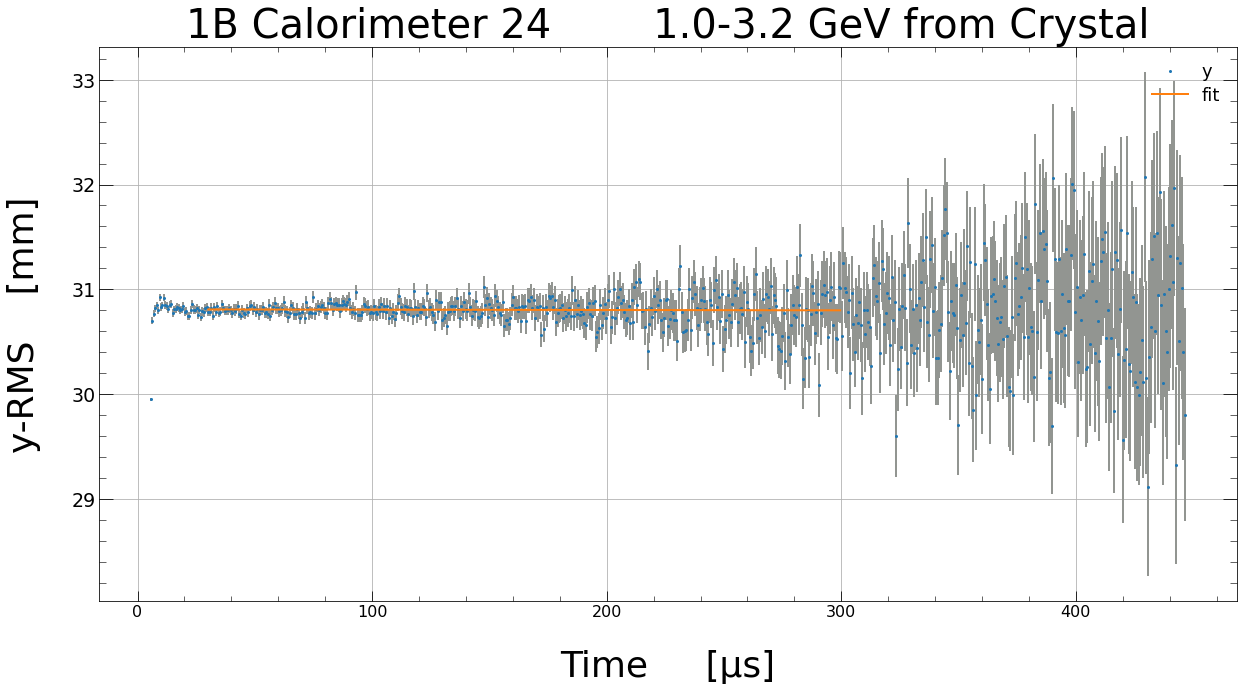 1B Calorimeter 24 1.0-3.2 GeV from Crystal
y
fit
33
32
31
30
29
y-RMS [mm]
0 100 200 300 400
Time [µs]